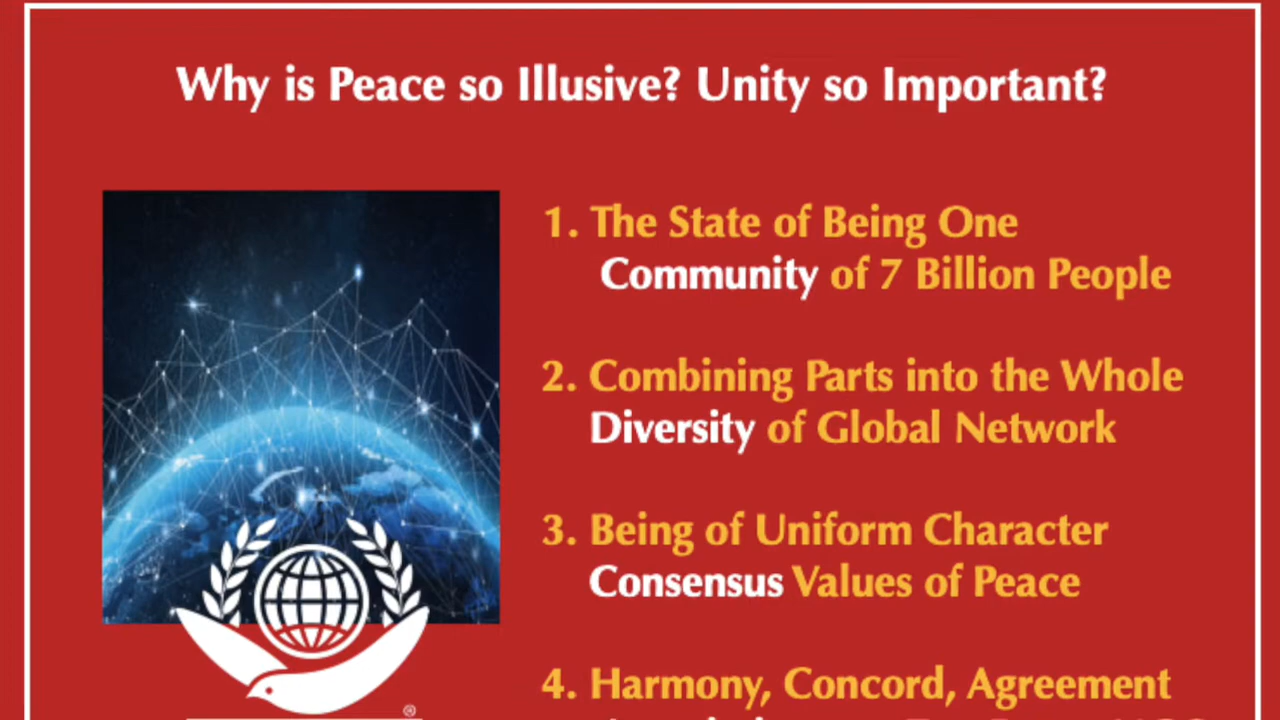 Why is Peace so Illusive? Unity so Important?
1. The State of Being One
Community of 7 Billion People
2. Combining Parts into the Whole
Diversity of Global Network
3. Being of Uniform Character
Consensus Values of Peace
4. Harmony, Concord, Agreement
®